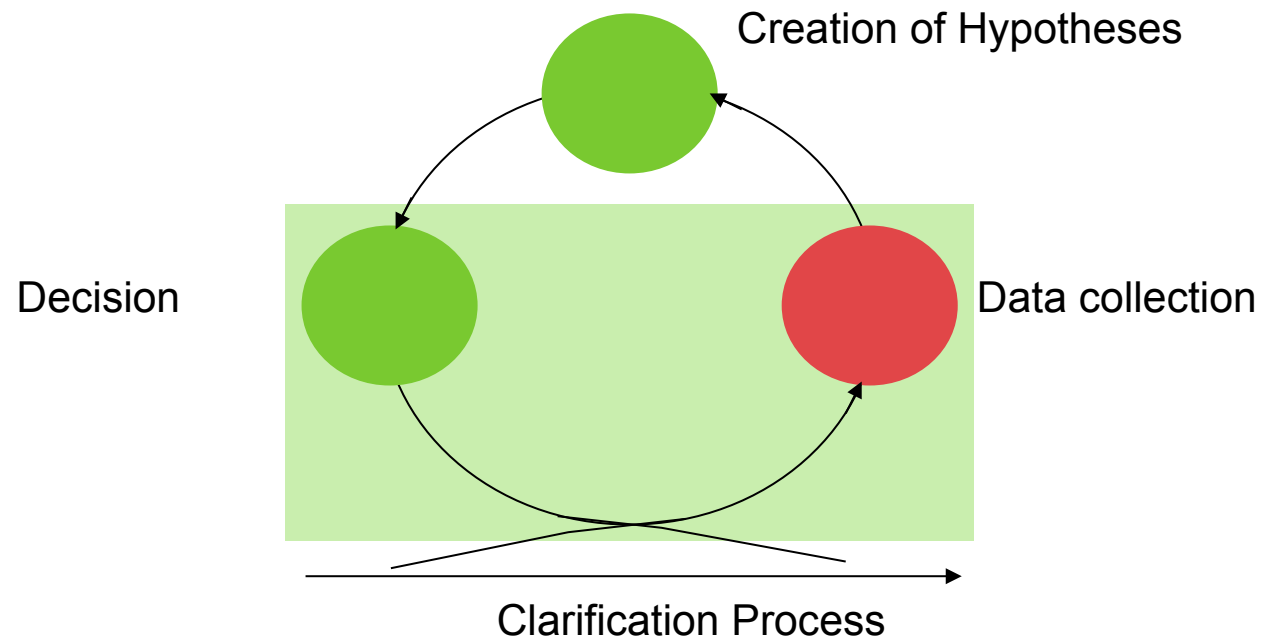 Creation of Hypotheses
Decision
Data collection
Clarification Process